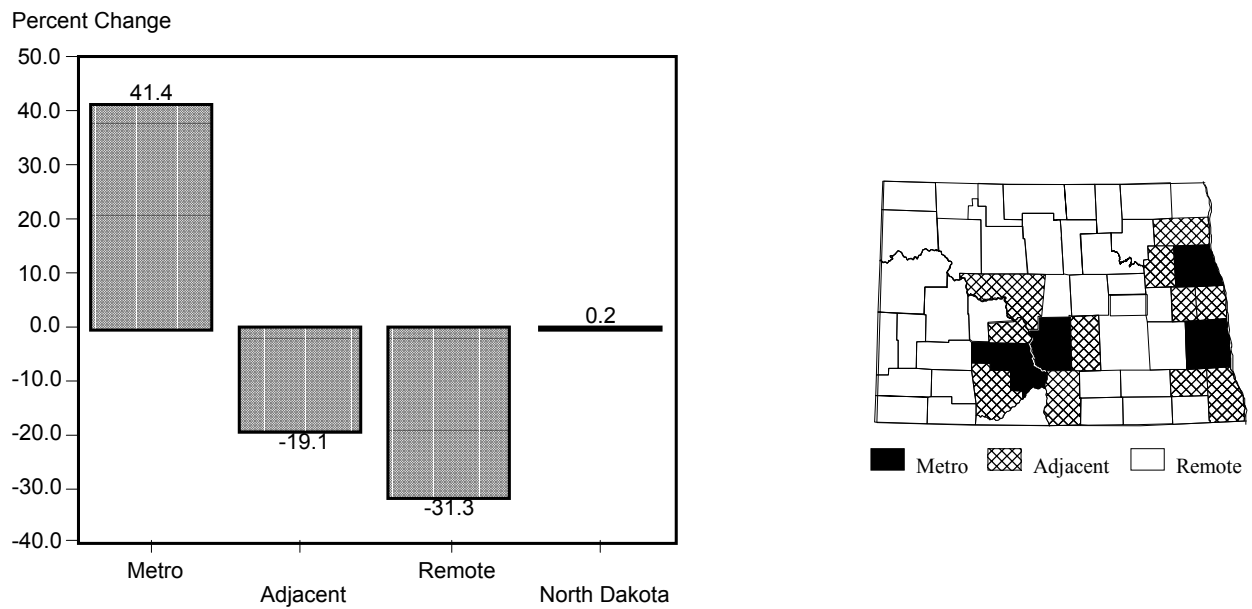 Percent Change
50.0
40.0
30.0
20.0
10.0
0.0
-10.0
-20.0
-30.0
-40.0
41.4
-19.1
-31.3
0.2
Metro
Adjacent
Remote
North Dakota
Metro Adjacent Remote